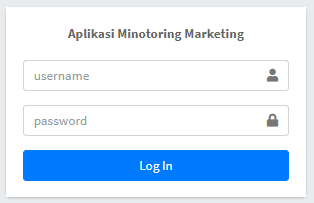 Aplikasi Minotoring Marketing
username
password
Log In